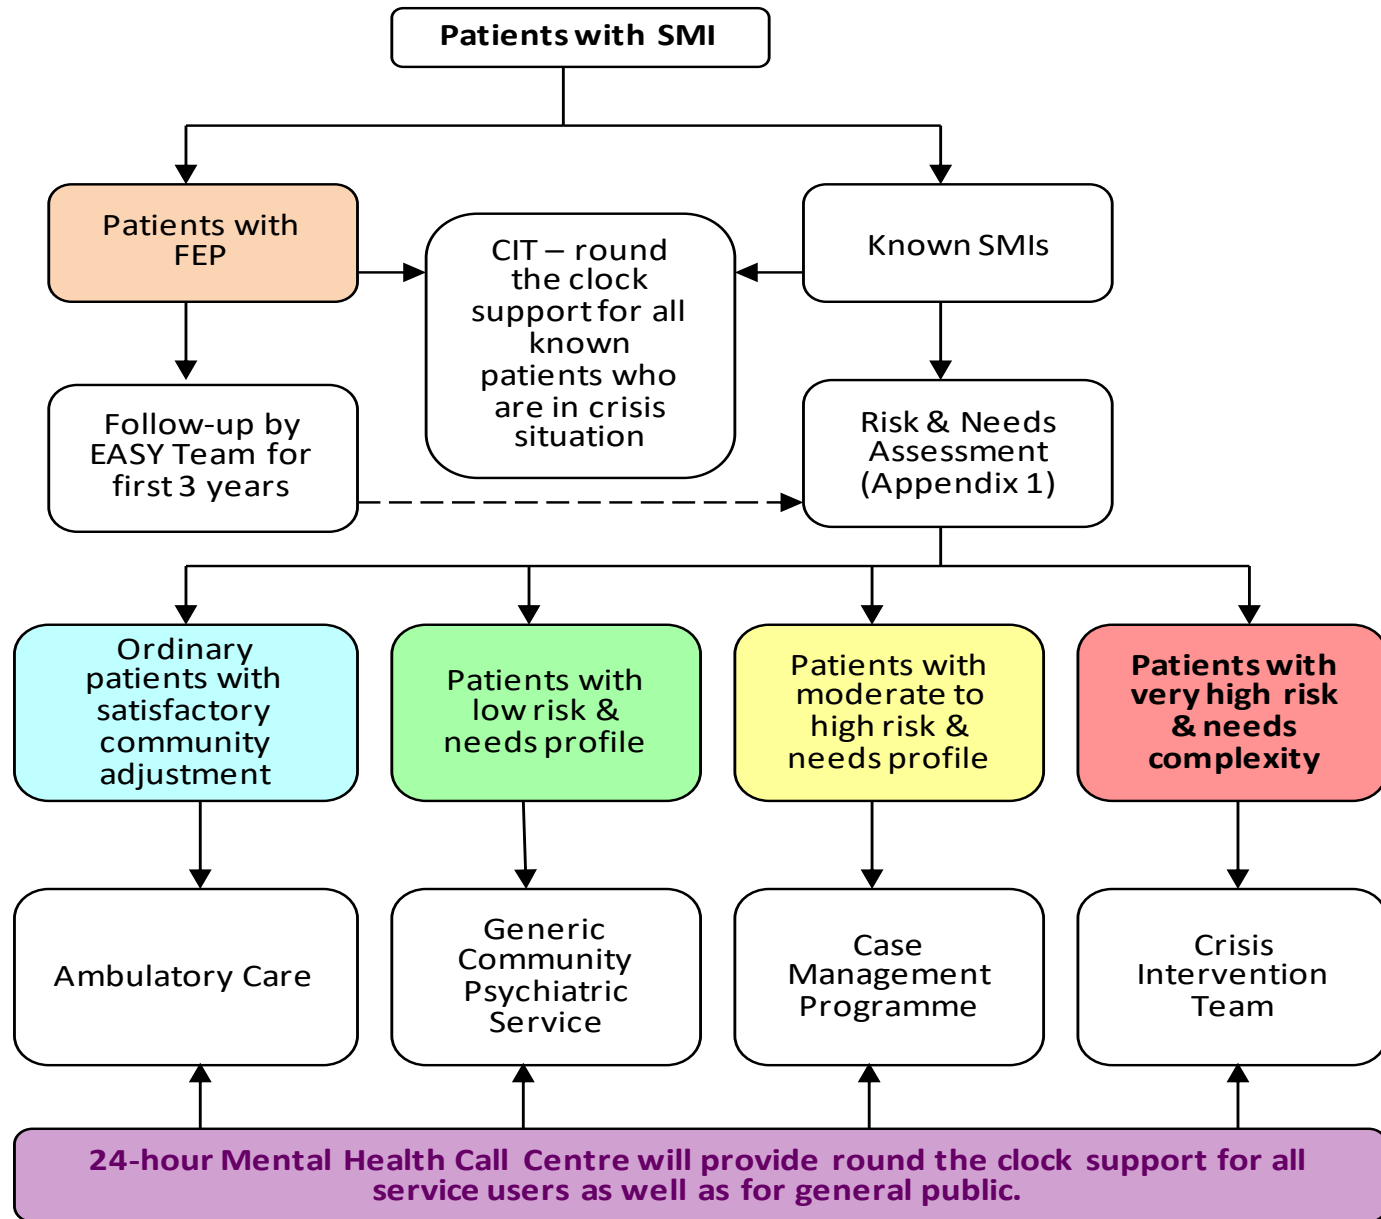 Patients with SMI
Patients with
FEP
CIT – round
the clock
support for all
known
patients who
are in crisis
situation
Known SMIs
Follow-up by
EASY Team for
first 3 years
Risk & Needs
Assessment
(Appendix 1)
Ordinary
patients with
satisfactory
community
adjustment
Patients with
low risk &
needs profile
Patients with
moderate to
high risk &
needs profile
Patients with
very high risk
& needs
complexity
Ambulatory Care
Generic
Community
Psychiatric
Service
Case
Management
Programme
Crisis
Intervention
Team
24-hour Mental Health Call Centre will provide round the clock support for all
service users as well as for general public.